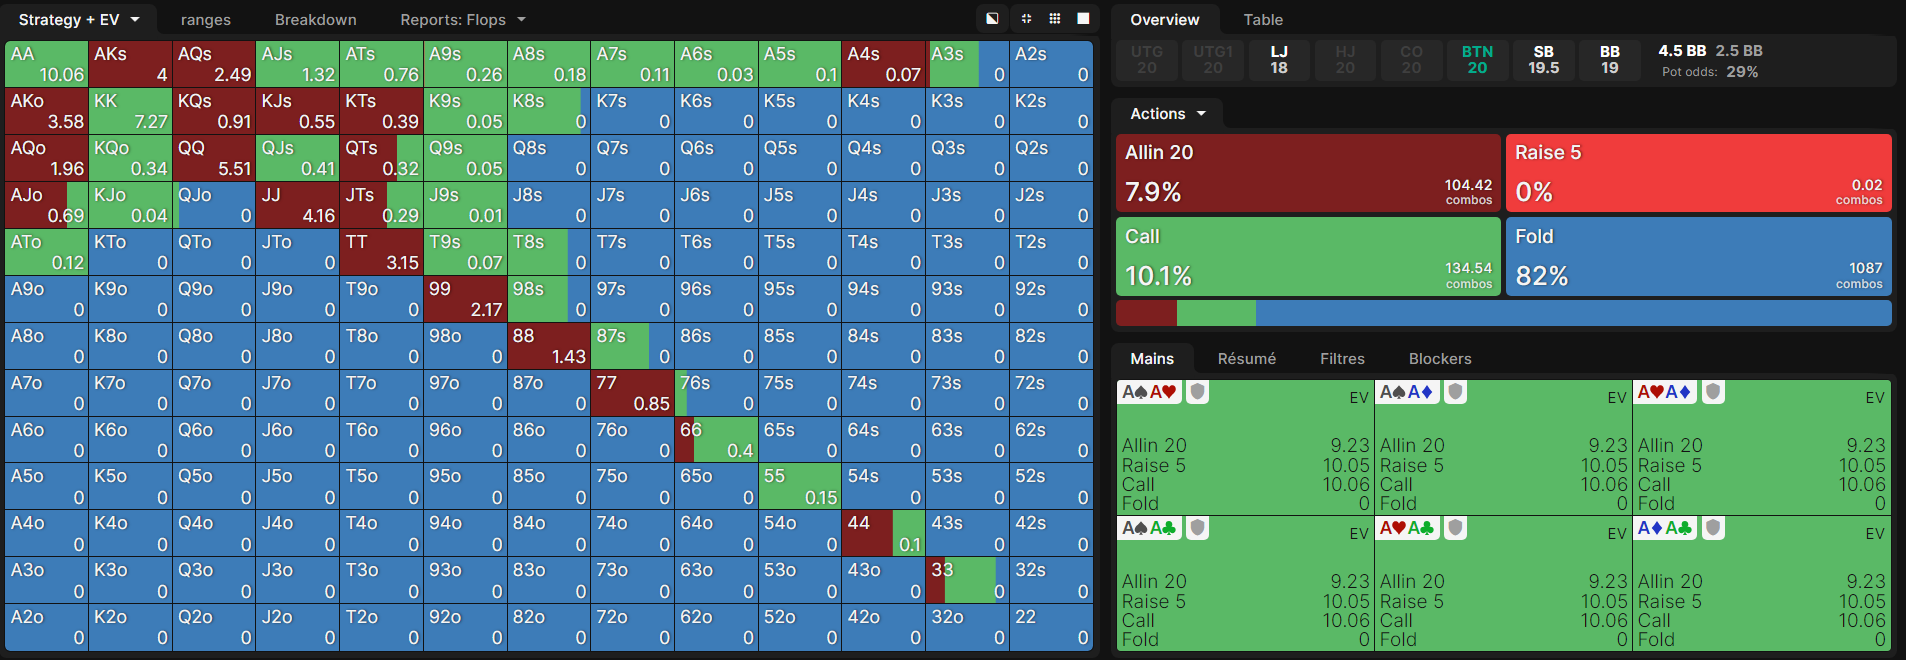 Strategy + EV ranges Breakdown Reports: Flops
AA AKs AQs AJs ATs A9s A8s A7s A6s A5s A4s A3s A2s
10.06 4 2.49 1.32 0.76 0.26 0.18 0.11 0.03 0.1 0.07 0 0
AKo KK KQs KJs KTs K9s K8s K7s K6s K5s K4s K3s K2s
3.58 7.27 0.91 0.55 0.39 0.05 0 0 0 0 0 0 0
AQo KQo QQ QJs QTs Q9s Q8s Q7s Q6s Q5s Q4s Q3s Q2s
1.96 0.34 5.51 0.41 0.32 0.05 0 0 0 0 0 0 0
AJo KJo QJo JJ JTs J9s J8s J7s J6s J5s J4s J3s J2s
0.69 0.04 0 4.16 0.29 0.01 0 0 0 0 0 0 0
ATo KTo QTo JTo TT T9s T8s T7s T6s T5s T4s T3s T2s
0.12 0 0 0 3.15 0.07 0 0 0 0 0 0 0
A9o K9o Q9o J9o T9o 99 98s 97s 96s 95s 94s 93s 92s
0 0 0 0 0 2.17 0 0 0 0 0 0 0
A8o K8o Q8o J8o T8o 98o 88 87s 86s 85s 84s 83s 82s
0 0 0 0 0 0 1.43 0 0 0 0 0 0
A7o K7o Q7o J7o T7o 97o 87o 77 76s 75s 74s 73s 72s
0 0 0 0 0 0 0 0.85 0 0 0 0 0
A6o K6o Q6o J6o T6o 96o 86o 76o 66 65s 64s 63s 62s
0 0 0 0 0 0 0 0 0.4 0 0 0 0
A5o K5o Q5o J5o T5o 95o 85o 75o 65o 55 54s 53s 52s
0 0 0 0 0 0 0 0 0 0.15 0 0 0
A4o K4o Q4o J4o T4o 94o 84o 74o 64o 54o 44 43s 42s
0 0 0 0 0 0 0 0 0 0 0.1 0 0
A3o K3o Q3o J3o T3o 93o 83o 73o 63o 53o 43o 33 32s
0 0 0 0 0 0 0 0 0 0 0 0 0
A2o K2o Q2o J2o T2o 92o 82o 72o 62o 52o 42o 32o 22
0 0 0 0 0 0 0 0 0 0 0 0 0
Overview Table
UTG UTG1 LJ HJ CO BTN SB BB 4.5 BB 2.5 BB
20 20 18 20 20 20 19.5 19 Pot odds: 29%
Actions
Allin 20 Raise 5
7.9% 104.42 combos 0% 0.02 combos
Call Fold
10.1% 134.54 combos 82% 1087 combos
Mains Résumé Filtres Blockers
A♠A♥ EV A♠A♦ EV A♥A♦ EV
Allin 20 9.23 Allin 20 9.23 Allin 20 9.23
Raise 5 10.05 Raise 5 10.05 Raise 5 10.05
Call 10.06 Call 10.06 Call 10.06
Fold 0 Fold 0 Fold 0
A♠A♣ EV A♥A♣ EV A♦A♣ EV
Allin 20 9.23 Allin 20 9.23 Allin 20 9.23
Raise 5 10.05 Raise 5 10.05 Raise 5 10.05
Call 10.06 Call 10.06 Call 10.06
Fold 0 Fold 0 Fold 0